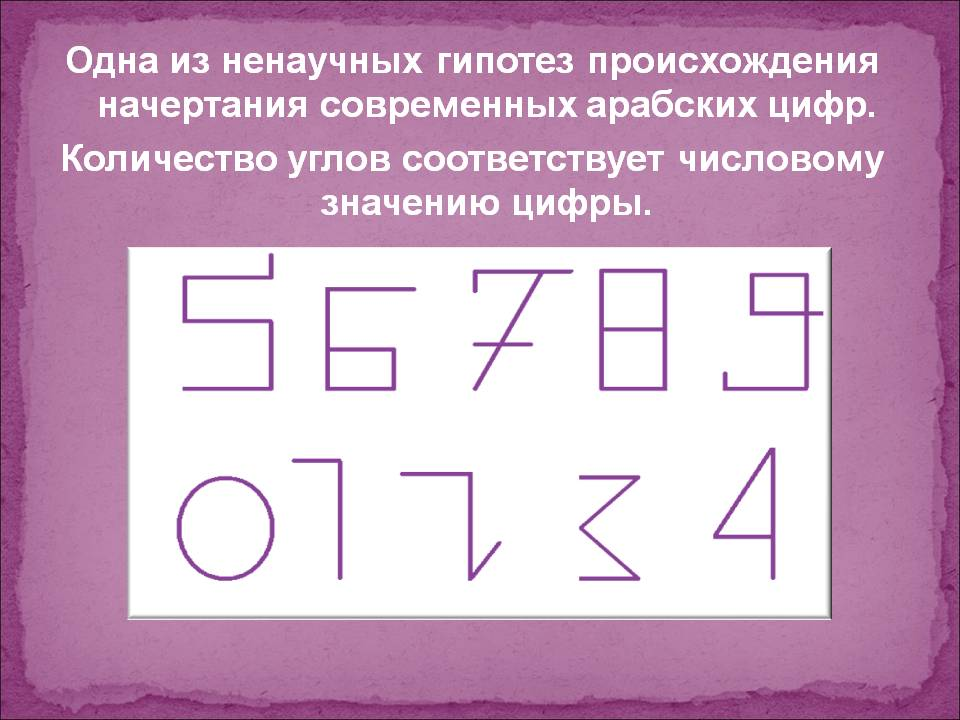 Одна из ненаучных гипотез происхождения
начертания современных арабских цифр.
Количество углов соответствует числовому
значению цифры.
5 6 7 8 9
0 1 2 3 4